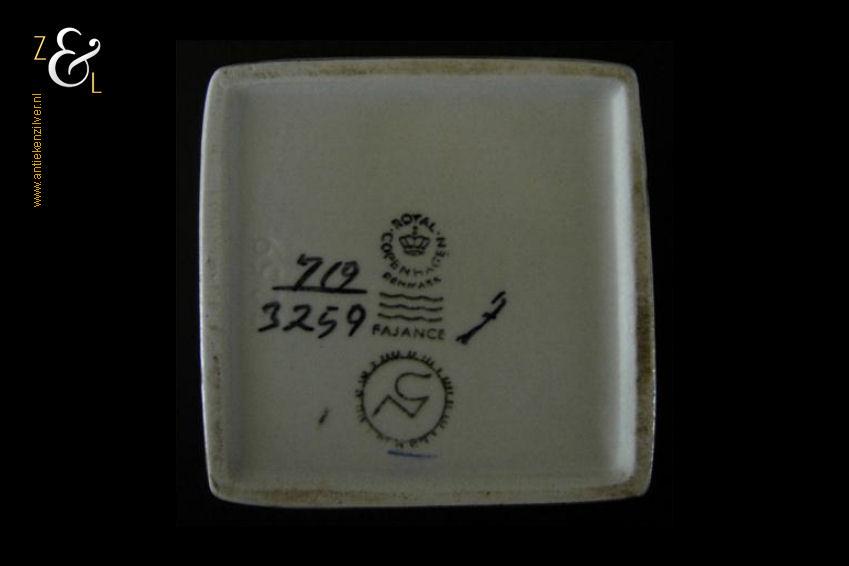 Z & L
www.antiekenzilver.nl
ROYAL COPENHAGEN
DENMARK
719
3259
FAJANCE